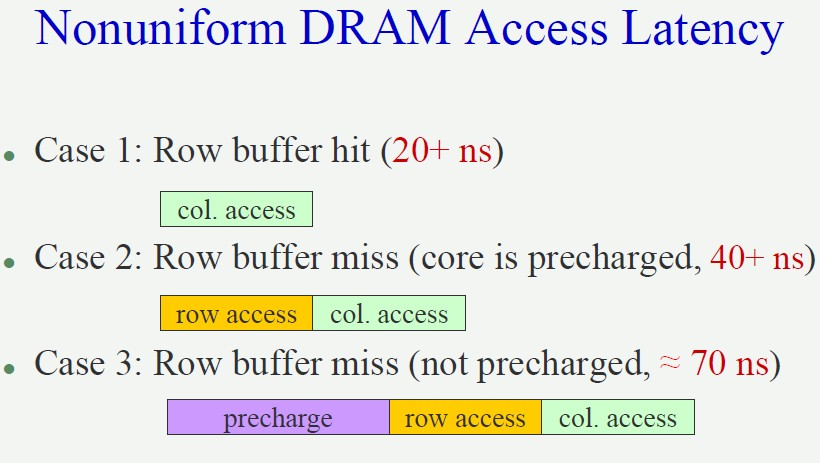 Nonuniform DRAM Access Latency
• Case 1: Row buffer hit (20+ ns)
col. access
• Case 2: Row buffer miss (core is precharged, 40+ ns)
row access col. access
• Case 3: Row buffer miss (not precharged, ≈ 70 ns)
precharge row access col. access